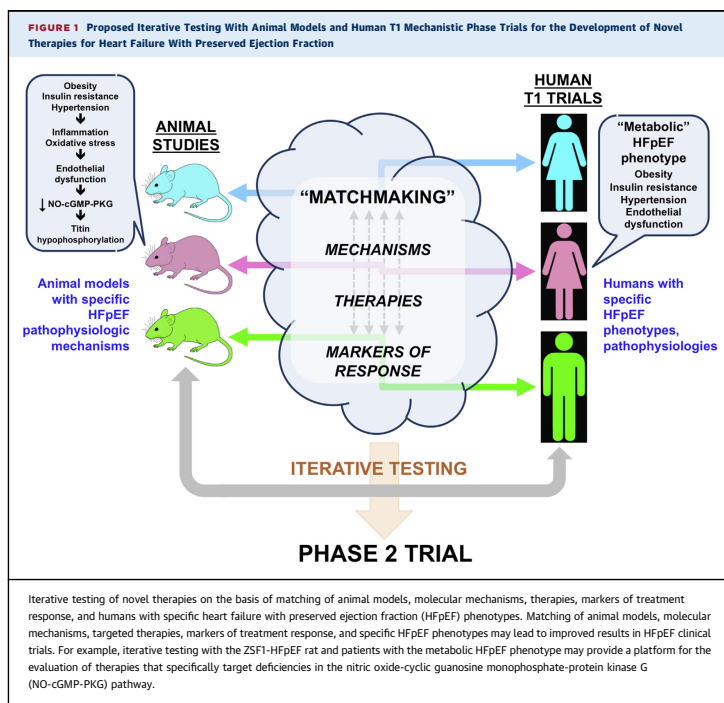 FIGURE 1 Proposed Iterative Testing With Animal Models and Human T1 Mechanistic Phase Trials for the Development of Novel
Therapies for Heart Failure With Preserved Ejection Fraction
Obesity
Insulin resistance
Hypertension
Inflammation
Oxidative stress
Endothelial
dysfunction
↓ NO-cGMP-PKG
Titin
hypophosphorylation
ANIMAL
STUDIES
Animal models
with specific
HFpEF
pathophysiologic
mechanisms
"MATCHMAKING"
MECHANISMS
THERAPIES
MARKERS OF
RESPONSE
HUMAN
T1 TRIALS
"Metabolic"
HFpEF
phenotype
Obesity
Insulin resistance
Hypertension
Endothelial
dysfunction
Humans with
specific
HFpEF
phenotypes,
pathophysiologies
ITERATIVE TESTING
PHASE 2 TRIAL
Iterative testing of novel therapies on the basis of matching of animal models, molecular mechanisms, therapies, markers of treatment
response, and humans with specific heart failure with preserved ejection fraction (HFpEF) phenotypes. Matching of animal models, molecular
mechanisms, targeted therapies, markers of treatment response, and specific HFpEF phenotypes may lead to improved results in HFpEF clinical
trials. For example, iterative testing with the ZSF1-HFpEF rat and patients with the metabolic HFpEF phenotype may provide a platform for the
evaluation of therapies that specifically target deficiencies in the nitric oxide-cyclic guanosine monophosphate-protein kinase G
(NO-cGMP-PKG) pathway.